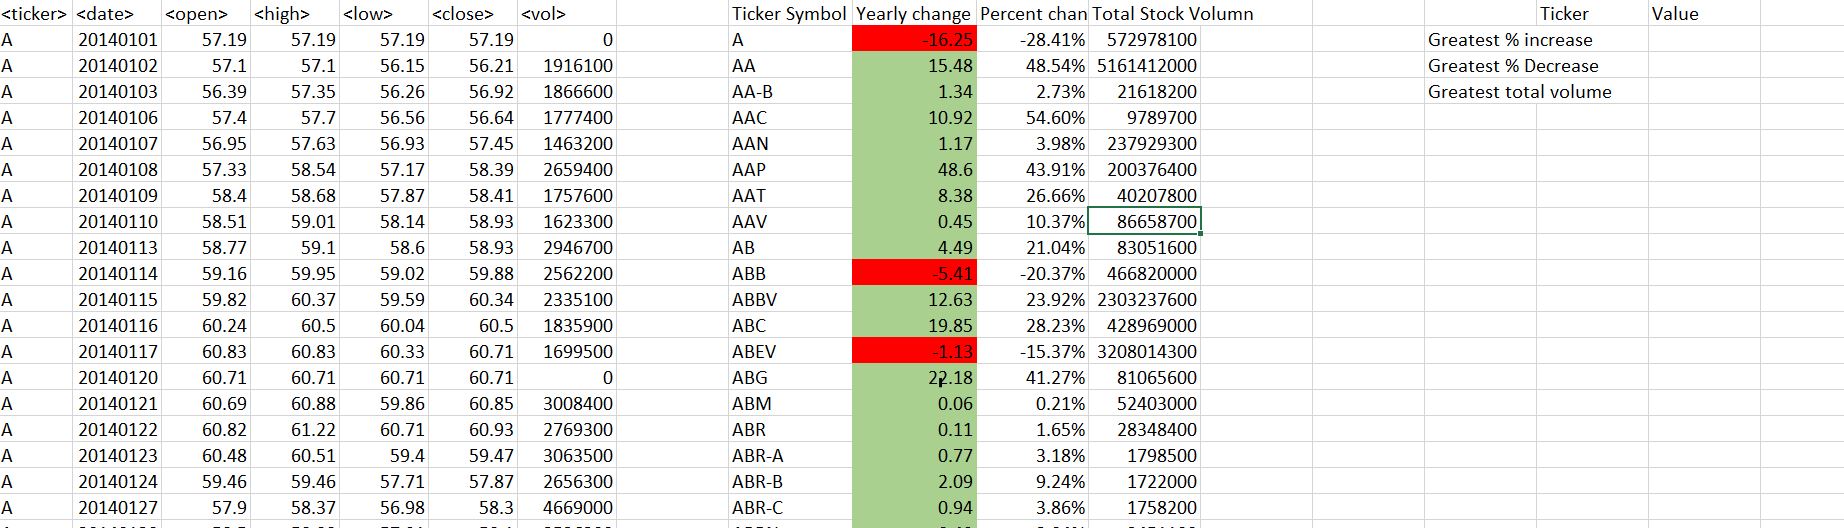 <ticker> <date> <open> <high> <low> <close> <vol> Ticker Symbol Yearly change Percent chan Total Stock Volumn Ticker Value
A 20140101 57.19 57.19 57.19 57.19 0 A -16.25 -28.41% 572978100 Greatest % increase
A 20140102 57.1 57.1 56.15 56.21 1916100 AA 15.48 48.54% 5161412000 Greatest % Decrease
A 20140103 56.39 57.35 56.26 56.92 1866600 AA-B 1.34 2.73% 21618200 Greatest total volume
A 20140106 57.4 57.7 56.56 56.64 1777400 AAC 10.92 54.60% 9789700
A 20140107 56.95 57.63 56.93 57.45 1463200 AAN 1.17 3.98% 237929300
A 20140108 57.33 58.54 57.17 58.39 2659400 AAP 48.6 43.91% 200376400
A 20140109 58.4 58.68 57.87 58.41 1757600 AAT 8.38 26.66% 40207800
A 20140110 58.51 59.01 58.14 58.93 1623300 AAV 0.45 10.37% 86658700
A 20140113 58.77 59.1 58.6 58.93 2946700 AB 4.49 21.04% 83051600
A 20140114 59.16 59.95 59.02 59.88 2562200 ABB -5.41 -20.37% 466820000
A 20140115 59.82 60.37 59.59 60.34 2335100 ABBV 12.63 23.92% 2303237600
A 20140116 60.24 60.5 60.04 60.5 1835900 ABC 19.85 28.23% 428969000
A 20140117 60.83 60.83 60.33 60.71 1699500 ABEV -1.13 -15.37% 3208014300
A 20140120 60.71 60.71 60.71 60.71 0 ABG 22.18 41.27% 81065600
A 20140121 60.69 60.88 59.86 60.85 3008400 ABM 0.06 0.21% 52403000
A 20140122 60.82 61.22 60.71 60.93 2769300 ABR 0.11 1.65% 28348400
A 20140123 60.48 60.51 59.4 59.47 3063500 ABR-A 0.77 3.18% 1798500
A 20140124 59.46 59.46 57.71 57.87 2656300 ABR-B 2.09 9.24% 1722000
A 20140127 57.9 58.37 56.98 58.3 4669000 ABR-C 0.94 3.86% 1758200